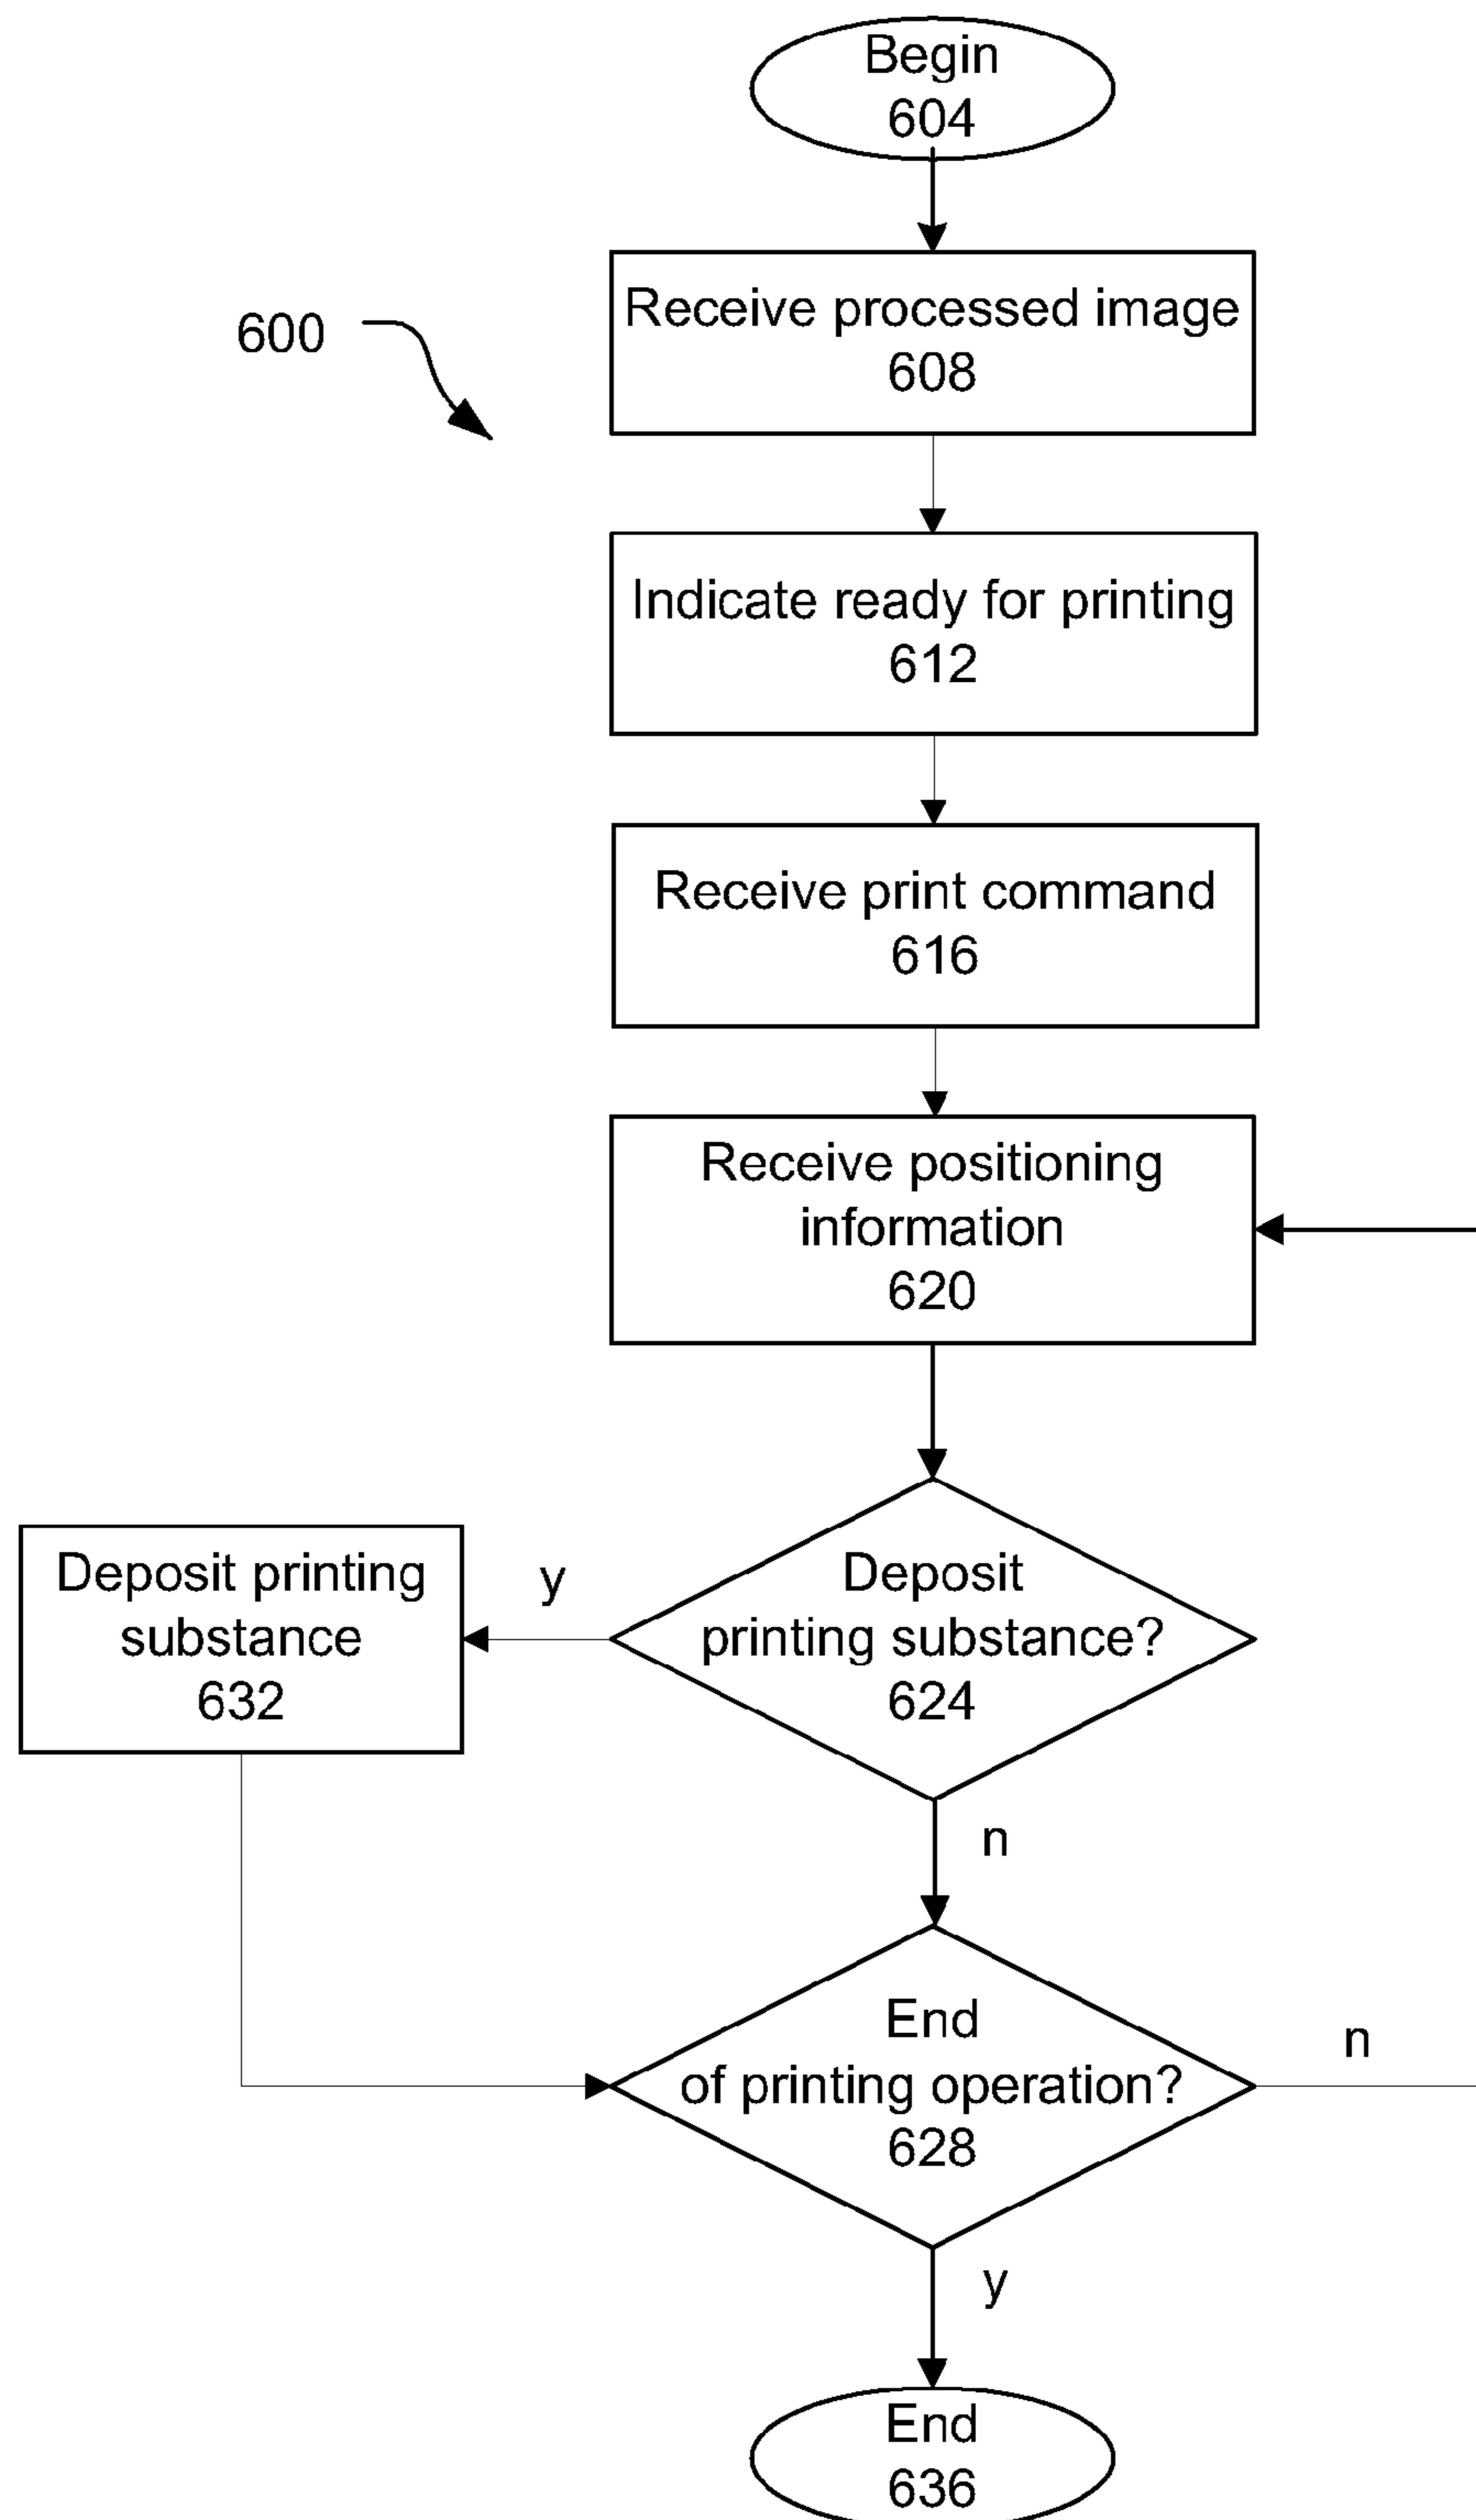 Begin
604
600
Receive processed image
608
Indicate ready for printing
612
Receive print command
616
Receive positioning
information
620
Deposit printing
substance
632
y
Deposit
printing substance?
624
n
End
of printing operation?
628
n
y
End
636